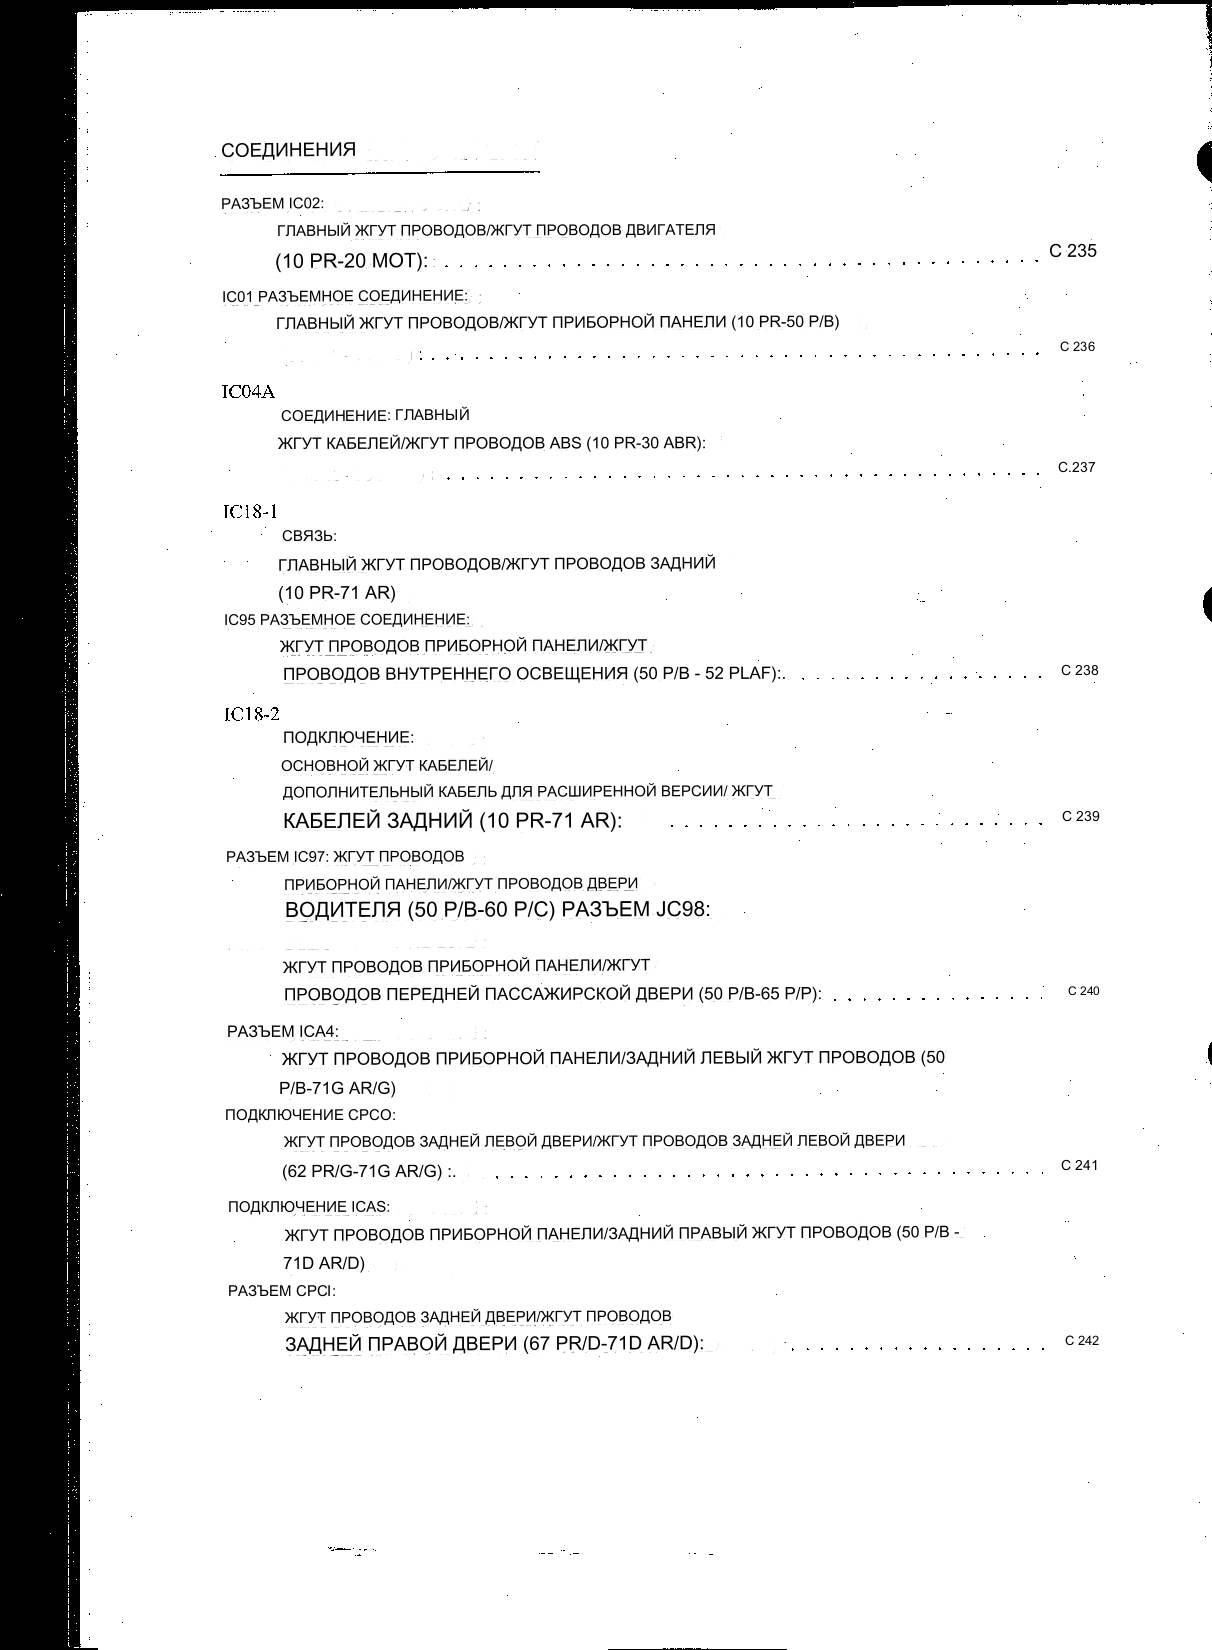 СОЕДИНЕНИЯ
РАЗЪЕМ IC02:
ГЛАВНЫЙ ЖГУТ ПРОВОДОВ/ЖГУТ ПРОВОДОВ ДВИГАТЕЛЯ
(10 PR-20 MOT): . . . . . . . . . . . . . . . . . . . . C 235
IC01 РАЗЪЕМНОЕ СОЕДИНЕНИЕ:
ГЛАВНЫЙ ЖГУТ ПРОВОДОВ/ЖГУТ ПРИБОРНОЙ ПАНЕЛИ (10 PR-50 P/B)
: . . . . . . . . . . . . . . . . . . . . C 236
IC04A
СОЕДИНЕНИЕ: ГЛАВНЫЙ
ЖГУТ КАБЕЛЕЙ/ЖГУТ ПРОВОДОВ ABS (10 PR-30 ABR):
. . . . . . . . . . . . . . . . . . . . C.237
IC18-1
СВЯЗЬ:
ГЛАВНЫЙ ЖГУТ ПРОВОДОВ/ЖГУТ ПРОВОДОВ ЗАДНИЙ
(10 PR-71 AR)
IC95 РАЗЪЕМНОЕ СОЕДИНЕНИЕ:
ЖГУТ ПРОВОДОВ ПРИБОРНОЙ ПАНЕЛИ/ЖГУТ
ПРОВОДОВ ВНУТРЕННЕГО ОСВЕЩЕНИЯ (50 P/B - 52 PLAF):. . . . . . . . . . . . . . . . C 238
IC18-2
ПОДКЛЮЧЕНИЕ:
ОСНОВНОЙ ЖГУТ КАБЕЛЕЙ/
ДОПОЛНИТЕЛЬНЫЙ КАБЕЛЬ ДЛЯ РАСШИРЕННОЙ ВЕРСИИ/ ЖГУТ
КАБЕЛЕЙ ЗАДНИЙ (10 PR-71 AR): . . . . . . . . . . . . . . . . . . . . C 239
РАЗЪЕМ IC97: ЖГУТ ПРОВОДОВ
ПРИБОРНОЙ ПАНЕЛИ/ЖГУТ ПРОВОДОВ ДВЕРИ
ВОДИТЕЛЯ (50 P/B-60 P/C) РАЗЪЕМ JC98:
ЖГУТ ПРОВОДОВ ПРИБОРНОЙ ПАНЕЛИ/ЖГУТ
ПРОВОДОВ ПЕРЕДНЕЙ ПАССАЖИРСКОЙ ДВЕРИ (50 P/B-65 P/P): . . . . . . . . . . . . . . . C 240
РАЗЪЕМ ICA4:
ЖГУТ ПРОВОДОВ ПРИБОРНОЙ ПАНЕЛИ/ЗАДНИЙ ЛЕВЫЙ ЖГУТ ПРОВОДОВ (50
P/B-71G AR/G)
ПОДКЛЮЧЕНИЕ CPCO:
ЖГУТ ПРОВОДОВ ЗАДНЕЙ ЛЕВОЙ ДВЕРИ/ЖГУТ ПРОВОДОВ ЗАДНЕЙ ЛЕВОЙ ДВЕРИ
(62 PR/G-71G AR/G) :. . . . . . . . . . . . . . . . . . . . C 241
ПОДКЛЮЧЕНИЕ ICAS:
ЖГУТ ПРОВОДОВ ПРИБОРНОЙ ПАНЕЛИ/ЗАДНИЙ ПРАВЫЙ ЖГУТ ПРОВОДОВ (50 P/B -
71D AR/D)
РАЗЪЕМ CPCI:
ЖГУТ ПРОВОДОВ ЗАДНЕЙ ДВЕРИ/ЖГУТ ПРОВОДОВ
ЗАДНЕЙ ПРАВОЙ ДВЕРИ (67 PR/D-71D AR/D): . . . . . . . . . . . . . . . . . . C 242